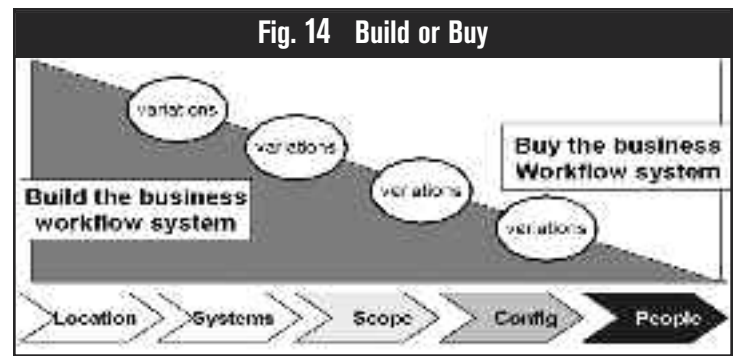 Fig. 14 Build or Buy
variations
variations
variations
variations
Buy the business
Workflow system
Build the business
workflow system
Location
Systems
Scope
Config
People